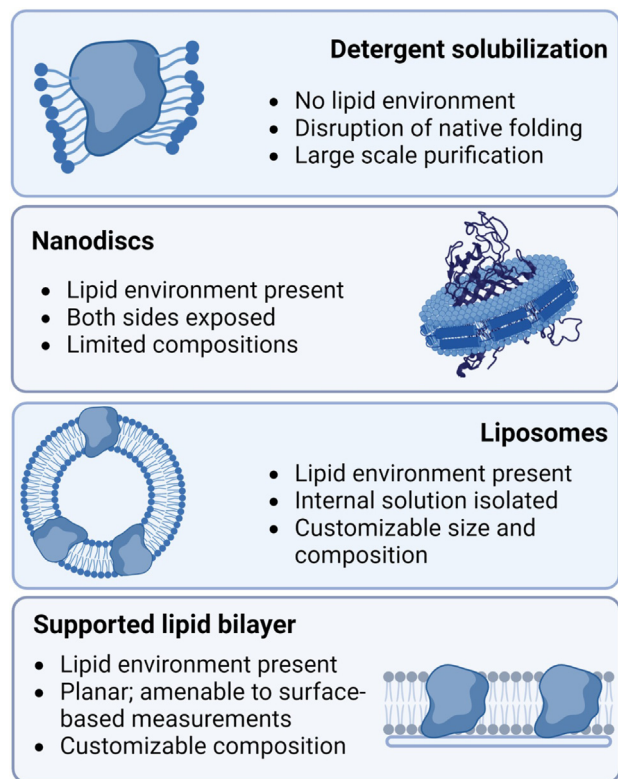 Detergent solubilization
• No lipid environment
• Disruption of native folding
• Large scale purification
Nanodiscs
• Lipid environment present
• Both sides exposed
• Limited compositions
Liposomes
• Lipid environment present
• Internal solution isolated
• Customizable size and
composition
Supported lipid bilayer
• Lipid environment present
• Planar; amenable to surface-
based measurements
• Customizable composition